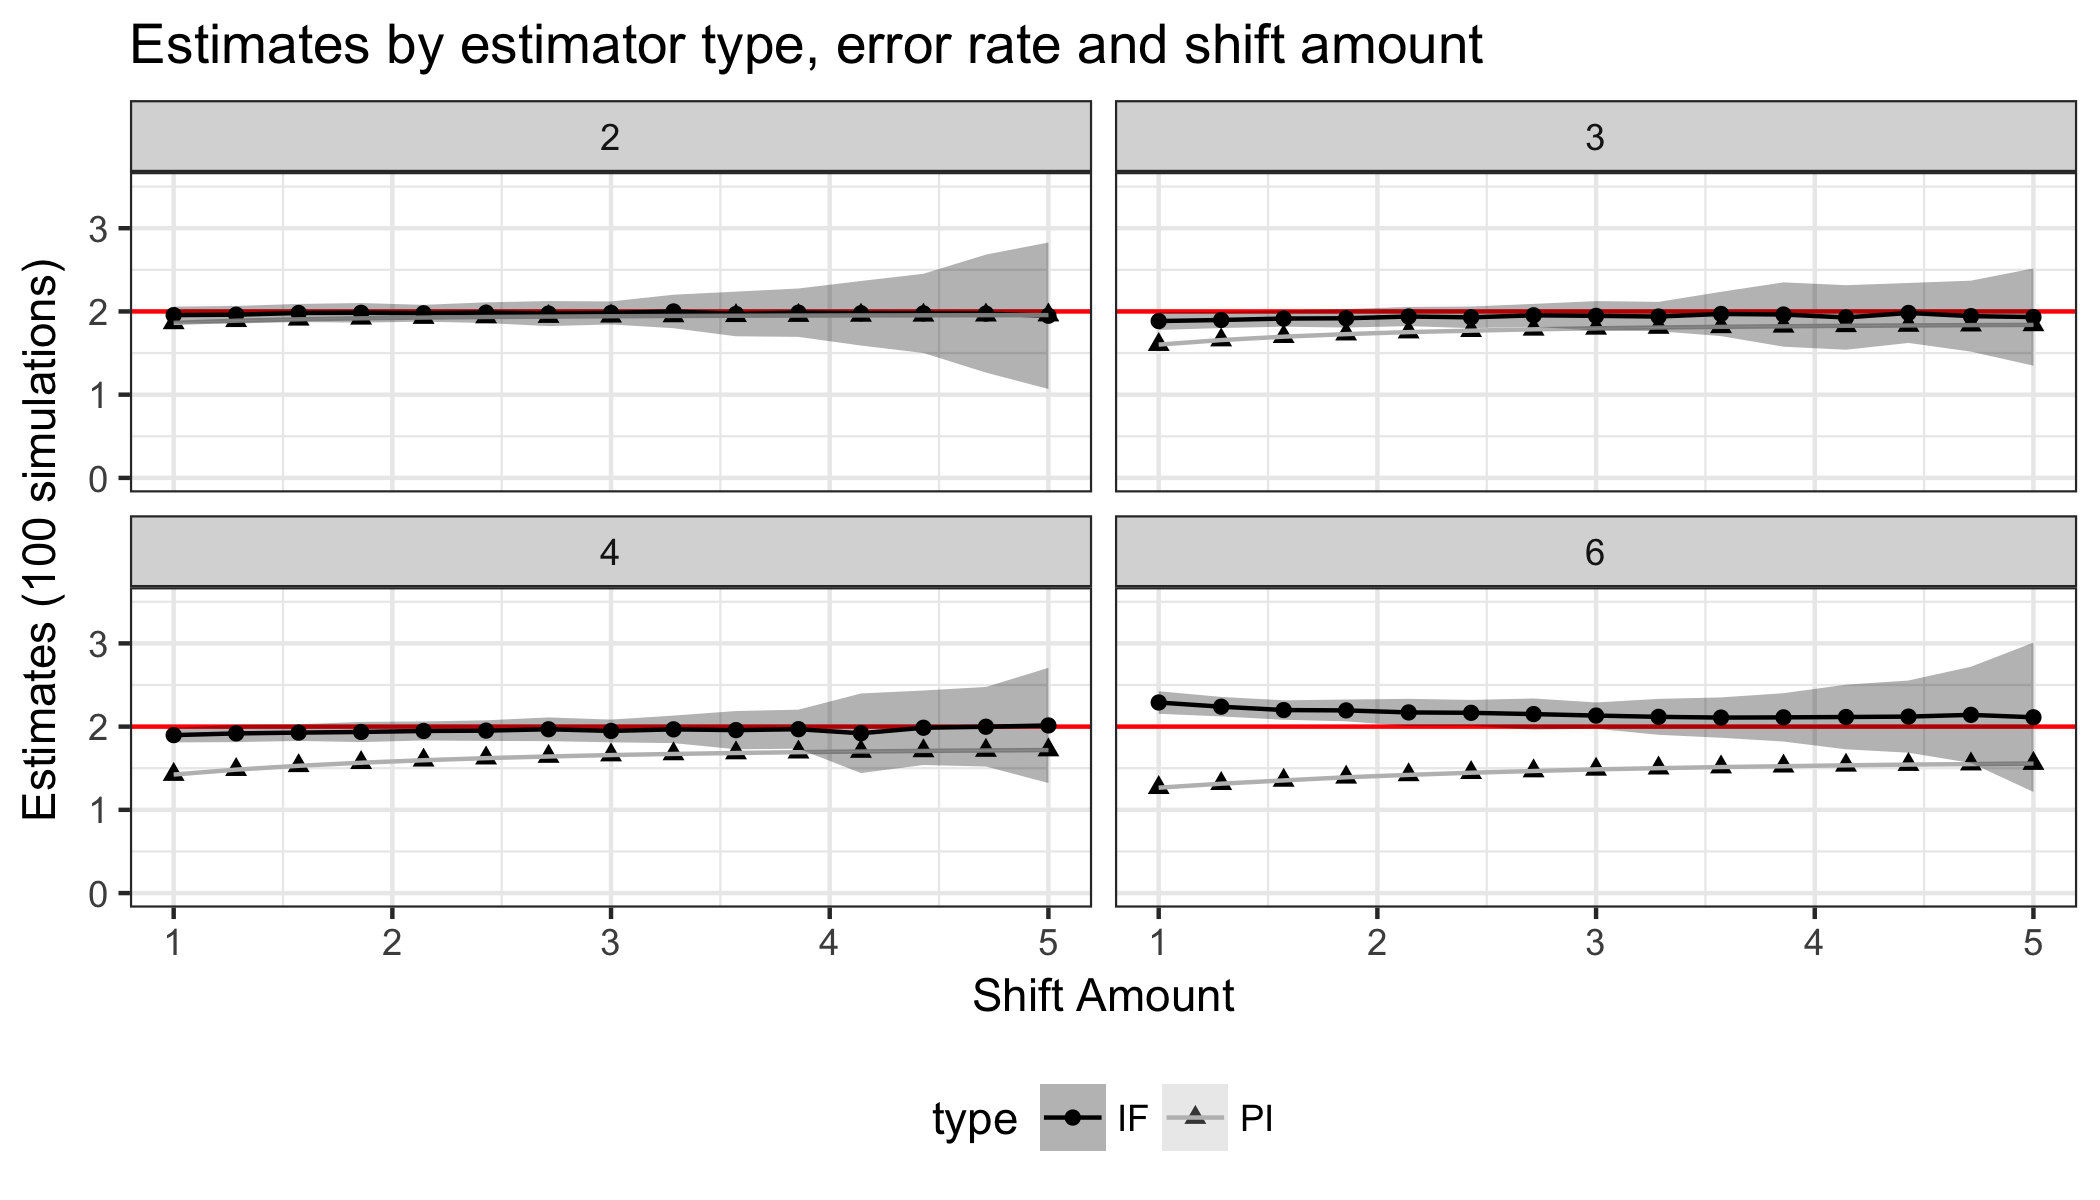 Estimates by estimator type, error rate and shift amount
2
3
3
2
1
0
4
6
3
2
1
0
Estimates (100 simulations)
1 2 3 4 5
1 2 3 4 5
Shift Amount
type IF PI